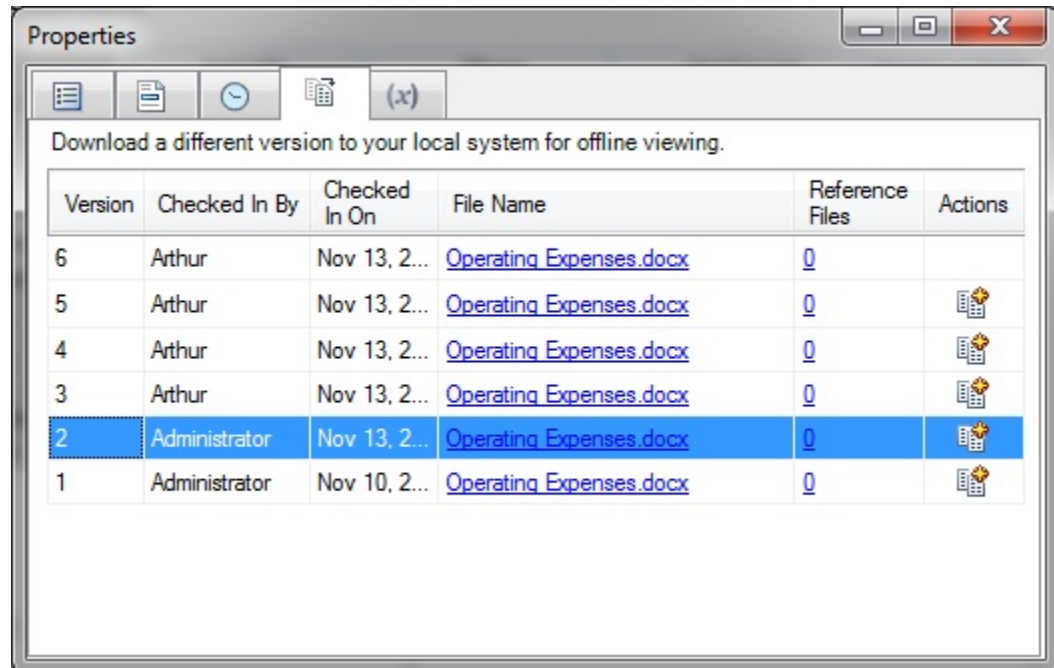 Properties
(x)
Download a different version to your local system for offline viewing.
Version Checked In By Checked In On File Name Reference Files Actions
6 Arthur Nov 13, 2... Operating Expenses.docx 0
5 Arthur Nov 13, 2... Operating Expenses.docx 0
4 Arthur Nov 13, 2... Operating Expenses.docx 0
3 Arthur Nov 13, 2... Operating Expenses.docx 0
2 Administrator Nov 13, 2... Operating Expenses.docx 0
1 Administrator Nov 10, 2... Operating Expenses.docx 0